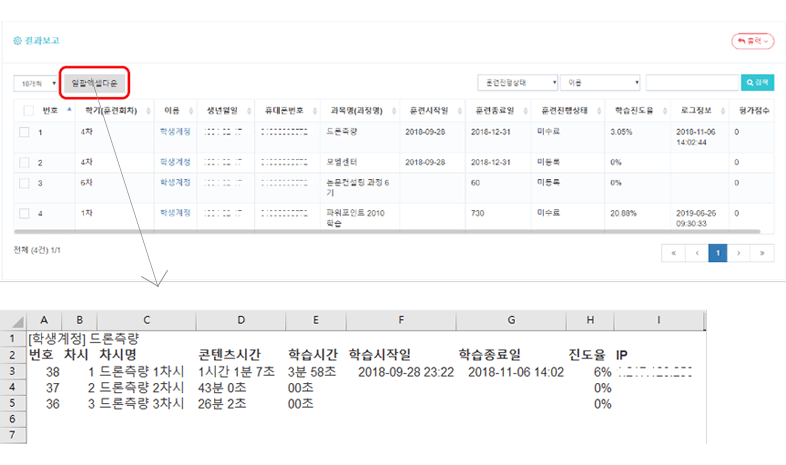 결과보고
출력
10개씩 일괄엑셀다운 훈련진행상태 이름 검색
번호 학기(훈련회차) 이름 생년월일 휴대폰번호 과목명(과정명) 훈련시작일 훈련종료일 훈련진행상태 학습진도율 로그정보 평가점수
1 4차 학생계정 드론측량 2018-09-28 2018-12-31 미수료 3.05% 2018-11-06 0
14:02:44
2 4차 학생계정 모델센터 2018-09-28 2018-12-31 미등록 0% 0
3 6차 학생계정 논문컨설팅 과정 6 60 미등록 0% 0
기
4 1차 학생계정 파워포인트 2010 730 미수료 20.88% 2019-06-26 0
학습 09:30:33
전체 (4건) 1/1
« ‹ 1 › »
A B C D E F G H I
1 [학생계정] 드론측량
2 번호 차시 차시명 콘텐츠시간 학습시간 학습시작일 학습종료일 진도율 IP
3 38 1 드론측량 1차시 1시간 1분 7초 3분 58초 2018-09-28 23:22 2018-11-06 14:02 6%
4 37 2 드론측량 2차시 43분 0초 00초 0%
5 36 3 드론측량 3차시 26분 2초 00초 0%
6
7